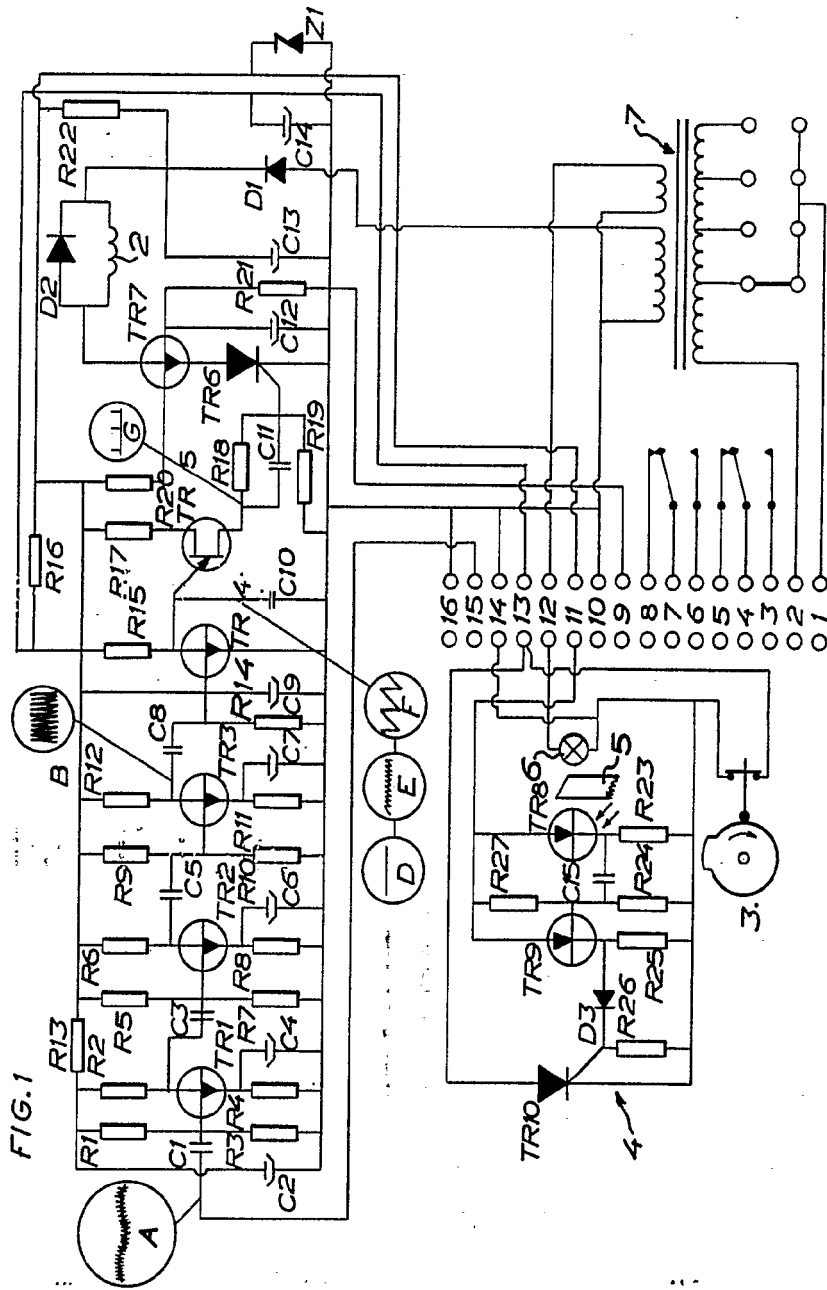 FIG.1
A
B
G
D
E
F
R1
R2
R13
R5
R6
R9
R12
R15
R16
R17
R20
D2
2
R22
Z1
C1
R3
TR1
R4
C2
C3
R7
C4
TR2
R8
C5
R10
C6
TR3
R11
C7
C8
R14
C9
TR
4
C10
TR
5
R18
C11
R19
TR6
TR7
C12
R21
C13
D1
C14
7
16
15
14
13
12
11
10
9
8
7
6
5
4
3
2
1
TR10
D3
R26
R25
TR9
R27
C15
R24
TR8
R23
6
5
4
3.